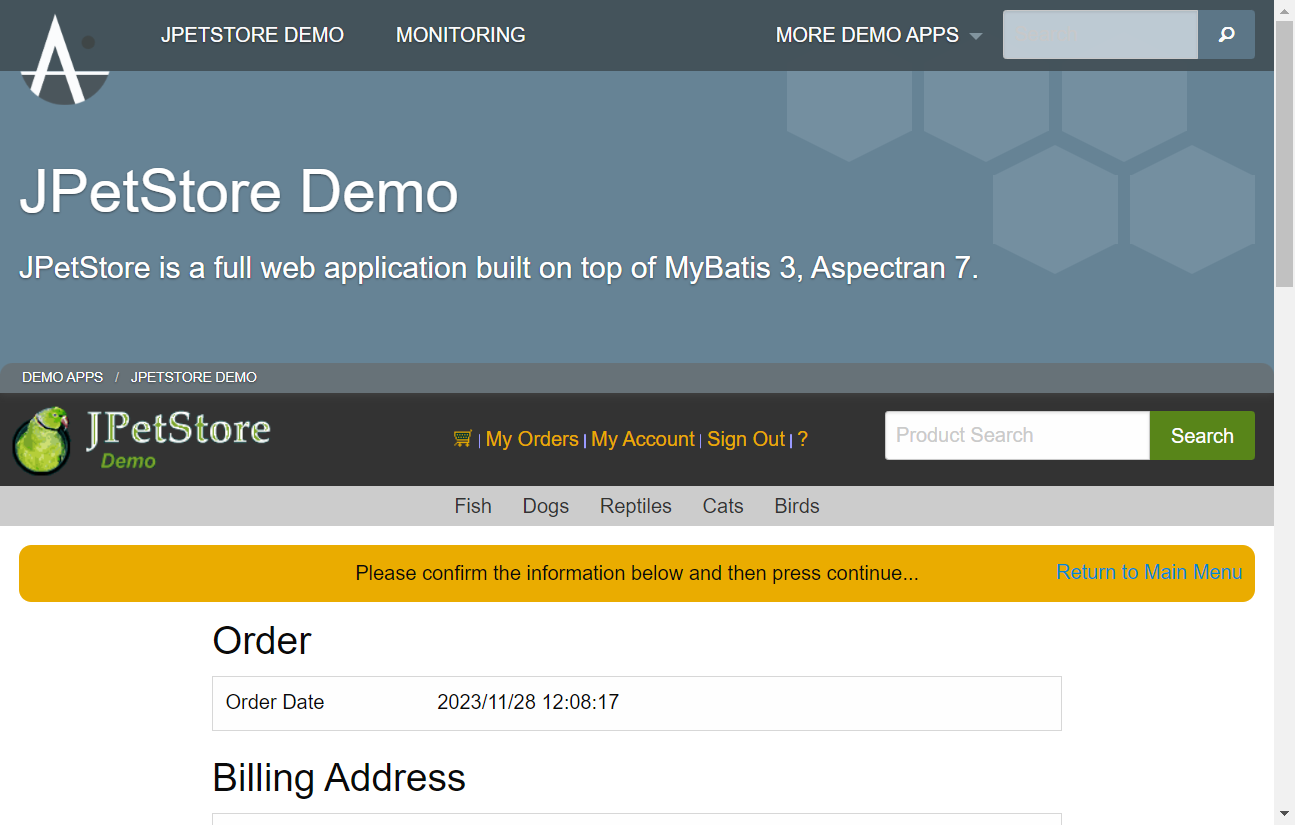 JPETSTORE DEMO MONITORING MORE DEMO APPS
JPetStore Demo
JPetStore is a full web application built on top of MyBatis 3, Aspectran 7.
DEMO APPS / JPETSTORE DEMO
JPetStore
Demo
| My Orders | My Account | Sign Out | ?
Product Search
Search
Fish Dogs Reptiles Cats Birds
Please confirm the information below and then press continue...
Return to Main Menu
Order
Order Date 2023/11/28 12:08:17
Billing Address